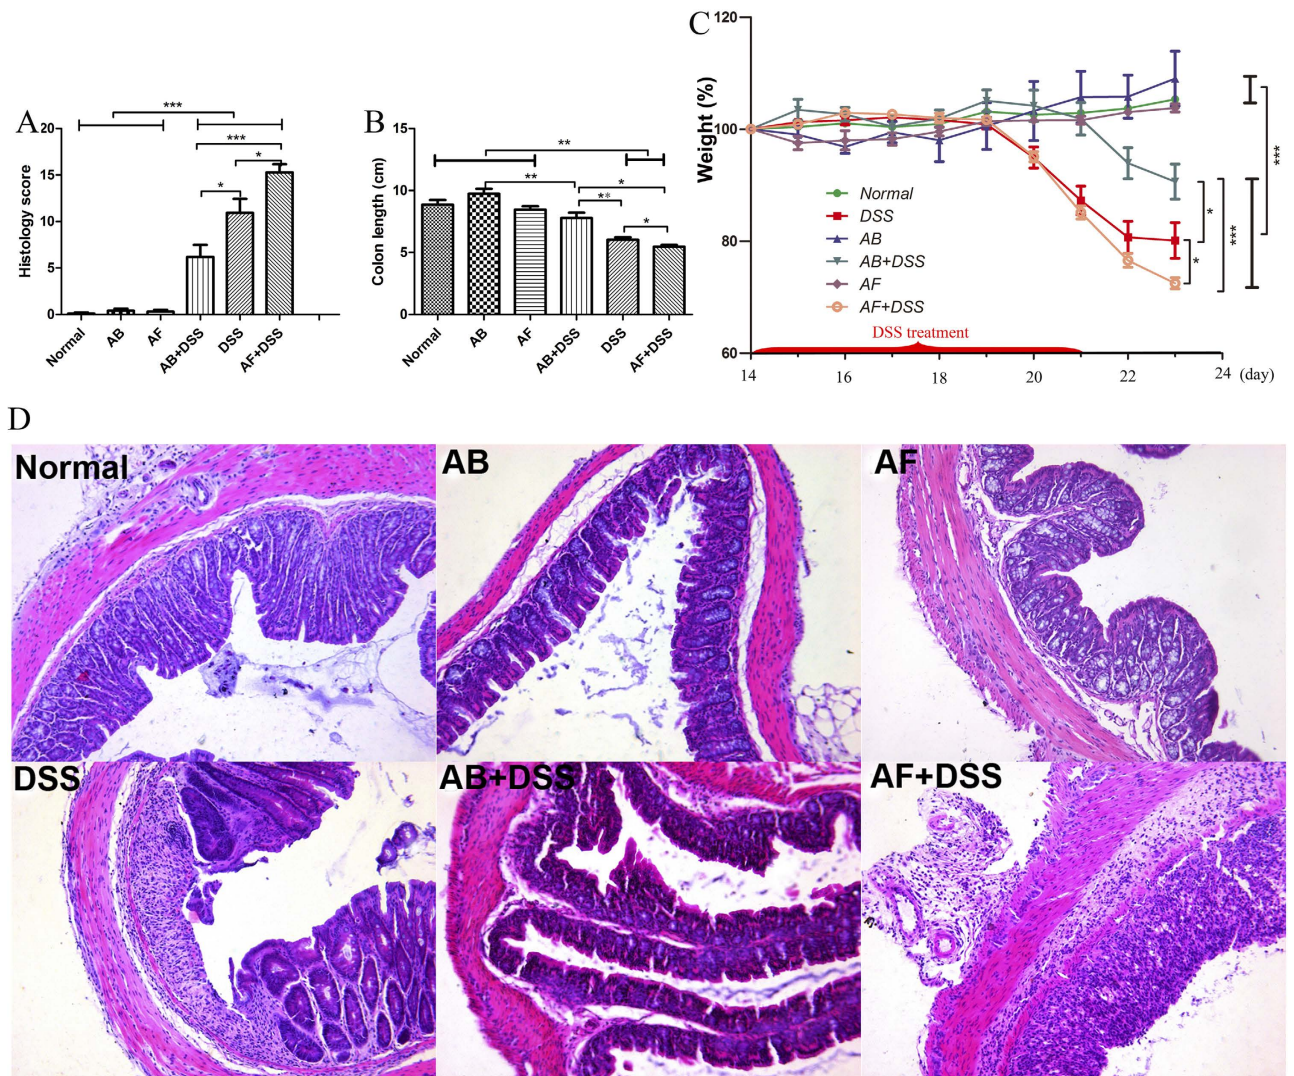 A
***
***
*
*
Histology score
20
15
10
5
0
Normal
AB
AF
AB+DSS
DSS
AF+DSS
B
**
**
*
**
*
Colon length (cm)
15
10
5
0
Normal
AB
AF
AB+DSS
DSS
AF+DSS
C
Weight (%)
120
100
80
60
Normal
DSS
AB
AB+DSS
AF
AF+DSS
DSS treatment
14
16
18
20
22
24
(day)
*
*
***
***
D
Normal
AB
AF
DSS
AB+DSS
AF+DSS